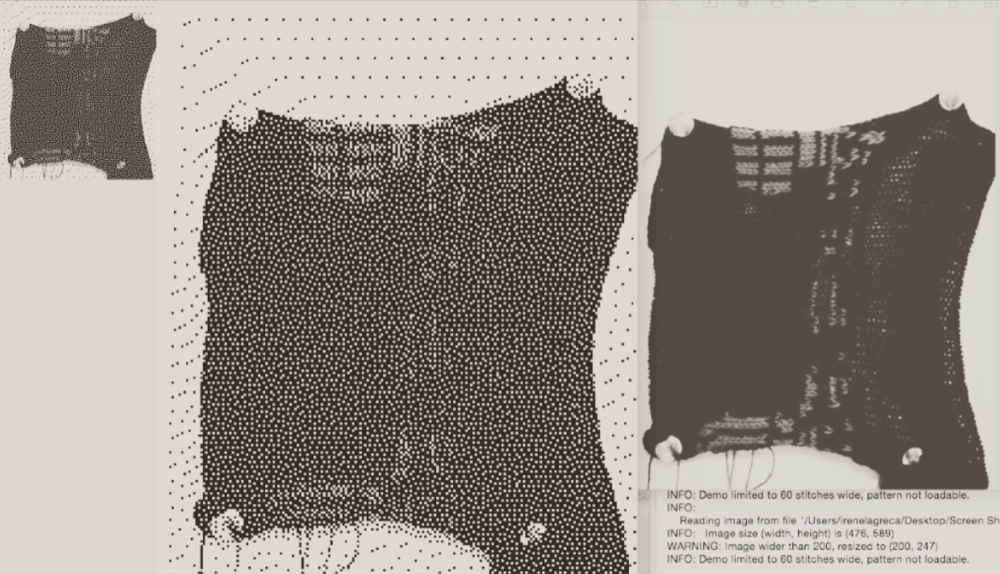 INFO: Demo limited to 60 stitches wide, pattern not loadable.
INFO:
Reading image from file '/Users/irenelagreca/Desktop/Screen Sh
INFO: Image size (width, height) is (476, 589)
WARNING: Image wider than 200, resized to (200, 247)
INFO: Demo limited to 60 stitches wide, pattern not loadable.